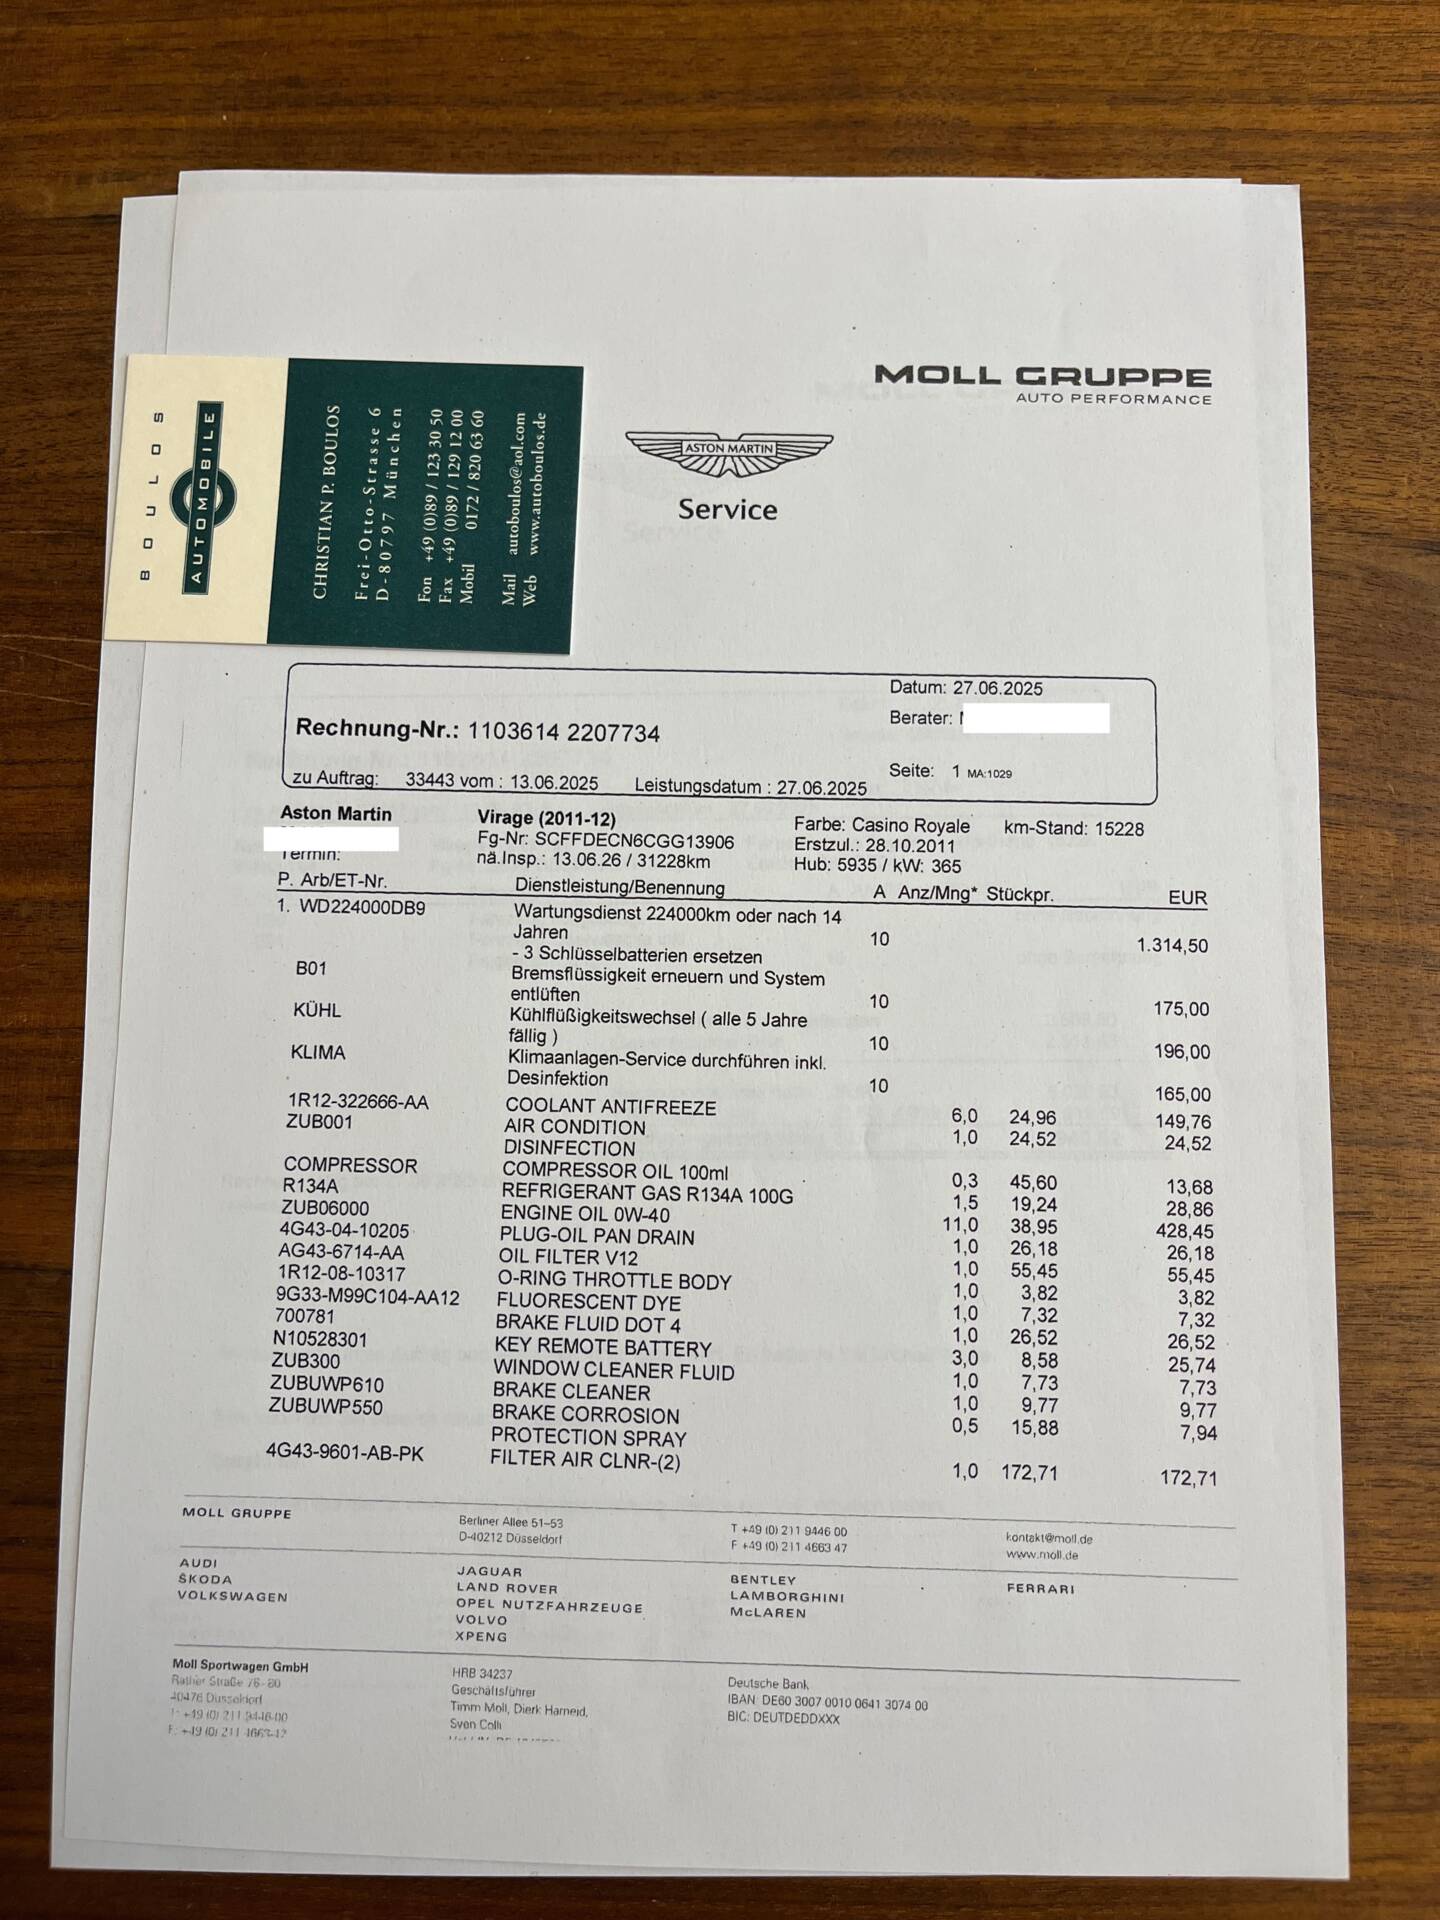 BOULOS
AUTOMOBILE
CHRISTIAN P. BOULOS
Frei-Otto-Strasse 6
D-80797 München
Fon +49 (0)89 / 123 30 50
Fax +49 (0)89 / 129 12 00
Mobil 0172 / 820 63 60
Mail autoboulos@aol.com
Web www.autoboulos.de
MOLL GRUPPE
AUTO PERFORMANCE
ASTON MARTIN
Service
Datum: 27.06.2025
Rechnung-Nr.: 1103614 2207734
Berater:
zu Auftrag: 33443 vom : 13.06.2025 Leistungsdatum : 27.06.2025
Seite: 1 MA:1029
Aston Martin Virage (2011-12) Farbe: Casino Royale km-Stand: 15228
Fg-Nr: SCFFDECN6CGG13906 Erstzul.: 28.10.2011
Termin: nä.Insp.: 13.06.26 / 31228km Hub: 5935 / kW: 365
P. Arb/ET-Nr. Dienstleistung/Benennung A Anz/Mng* Stückpr. EUR
1. WD224000DB9 Wartungsdienst 224000km oder nach 14
Jahren 10 1.314,50
- 3 Schlüsselbatterien ersetzen
B01 Bremsflüssigkeit erneuern und System
entlüften 10 175,00
KÜHL Kühlflüßigkeitswechsel ( alle 5 Jahre
fällig ) 10 196,00
KLIMA Klimaanlagen-Service durchführen inkl.
Desinfektion 10 165,00
1R12-322666-AA COOLANT ANTIFREEZE 6,0 24,96 149,76
ZUB001 AIR CONDITION 1,0 24,52 24,52
DISINFECTION
COMPRESSOR COMPRESSOR OIL 100ml 0,3 45,60 13,68
R134A REFRIGERANT GAS R134A 100G 1,5 19,24 28,86
ZUB06000 ENGINE OIL 0W-40 11,0 38,95 428,45
4G43-04-10205 PLUG-OIL PAN DRAIN 1,0 26,18 26,18
AG43-6714-AA OIL FILTER V12 1,0 55,45 55,45
1R12-08-10317 O-RING THROTTLE BODY 1,0 3,82 3,82
9G33-M99C104-AA12 FLUORESCENT DYE 1,0 7,32 7,32
700781 BRAKE FLUID DOT 4 1,0 26,52 26,52
N10528301 KEY REMOTE BATTERY 3,0 8,58 25,74
ZUB300 WINDOW CLEANER FLUID 1,0 7,73 7,73
ZUBUWP610 BRAKE CLEANER 1,0 9,77 9,77
ZUBUWP550 BRAKE CORROSION 0,5 15,88 7,94
PROTECTION SPRAY
4G43-9601-AB-PK FILTER AIR CLNR-(2) 1,0 172,71 172,71
MOLL GRUPPE Berliner Allee 51–53 T +49 (0) 211 9446 00 kontakt@moll.de
D-40212 Düsseldorf F +49 (0) 211 4663 47 www.moll.de
AUDI JAGUAR BENTLEY FERRARI
ŠKODA LAND ROVER LAMBORGHINI
VOLKSWAGEN OPEL NUTZFAHRZEUGE McLAREN
VOLVO
XPENG
Moll Sportwagen GmbH HRB 34237 Deutsche Bank
Rather Straße 76-80 Geschäftsführer IBAN DE60 3007 0010 0641 3074 00
40476 Düsseldorf Timm Moll, Dierk Harneid, BIC: DEUTDEDDXXX
T: +49 (0) 211 9446-00 Sven Colli
F: +49 (0) 211 4663-42